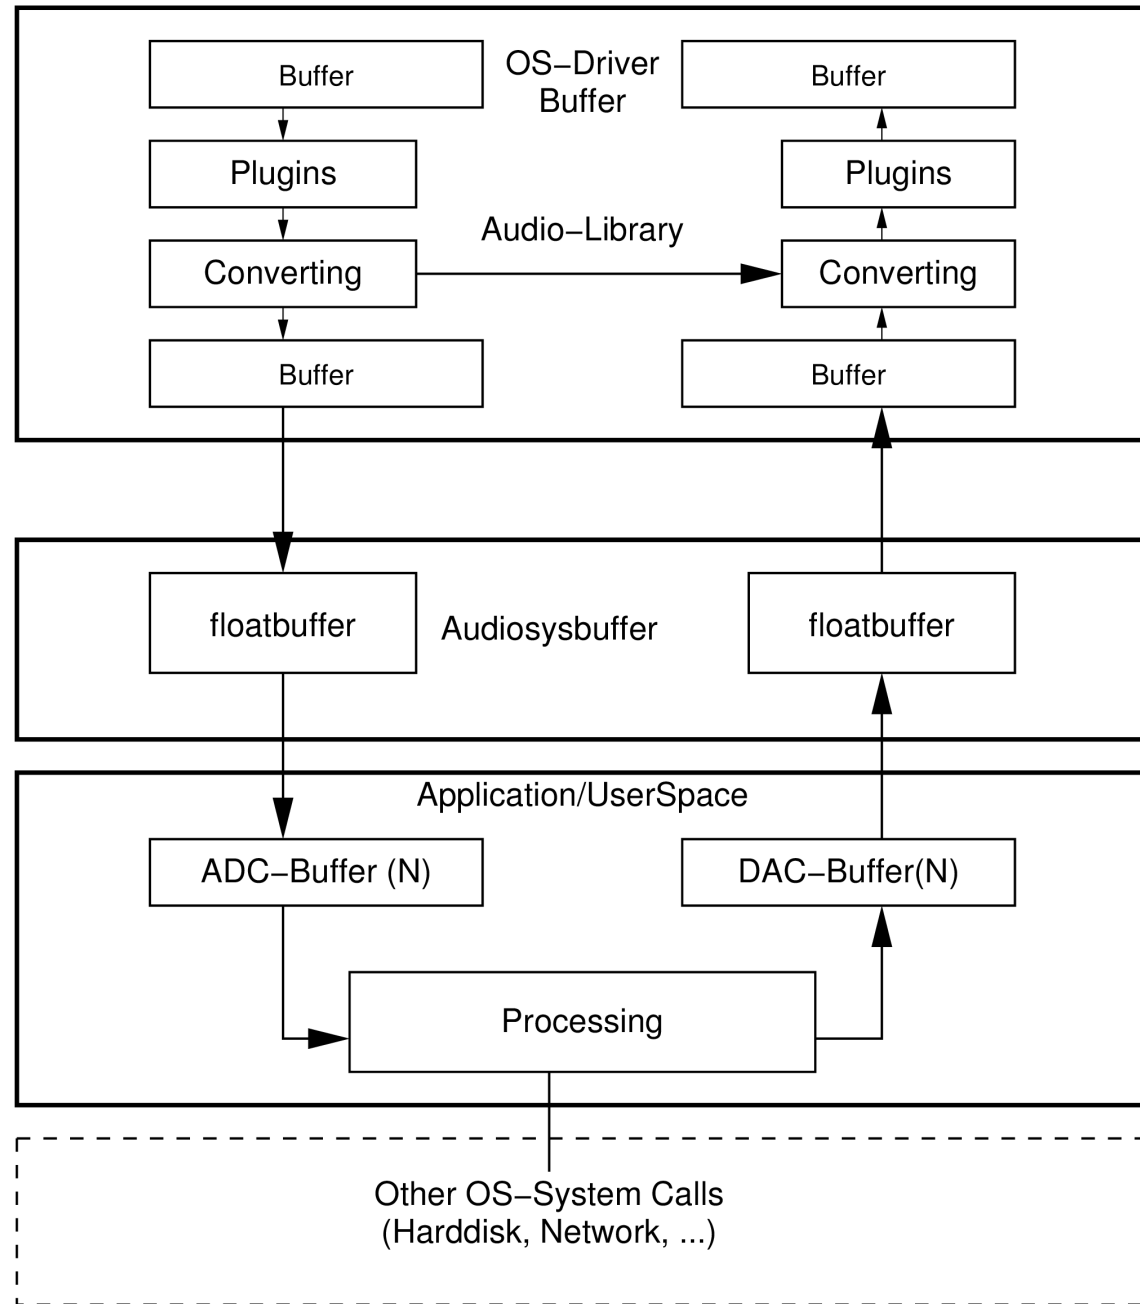 Buffer
OS–Driver
Buffer
Buffer
Plugins
Plugins
Audio–Library
Converting
Converting
Buffer
Buffer
floatbuffer
Audiosysbuffer
floatbuffer
Application/UserSpace
ADC–Buffer (N)
DAC–Buffer(N)
Processing
Other OS–System Calls
(Harddisk, Network, ...)